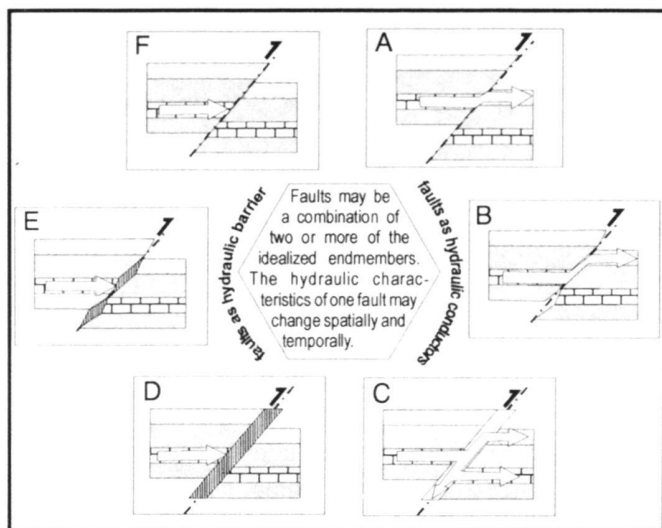 F
A
E
B
faults as hydraulic barrier
faults as hydraulic conductors
Faults may be
a combination of
two or more of the
idealized endmembers.
The hydraulic charac-
teristics of one fault may
change spatially and
temporally.
D
C